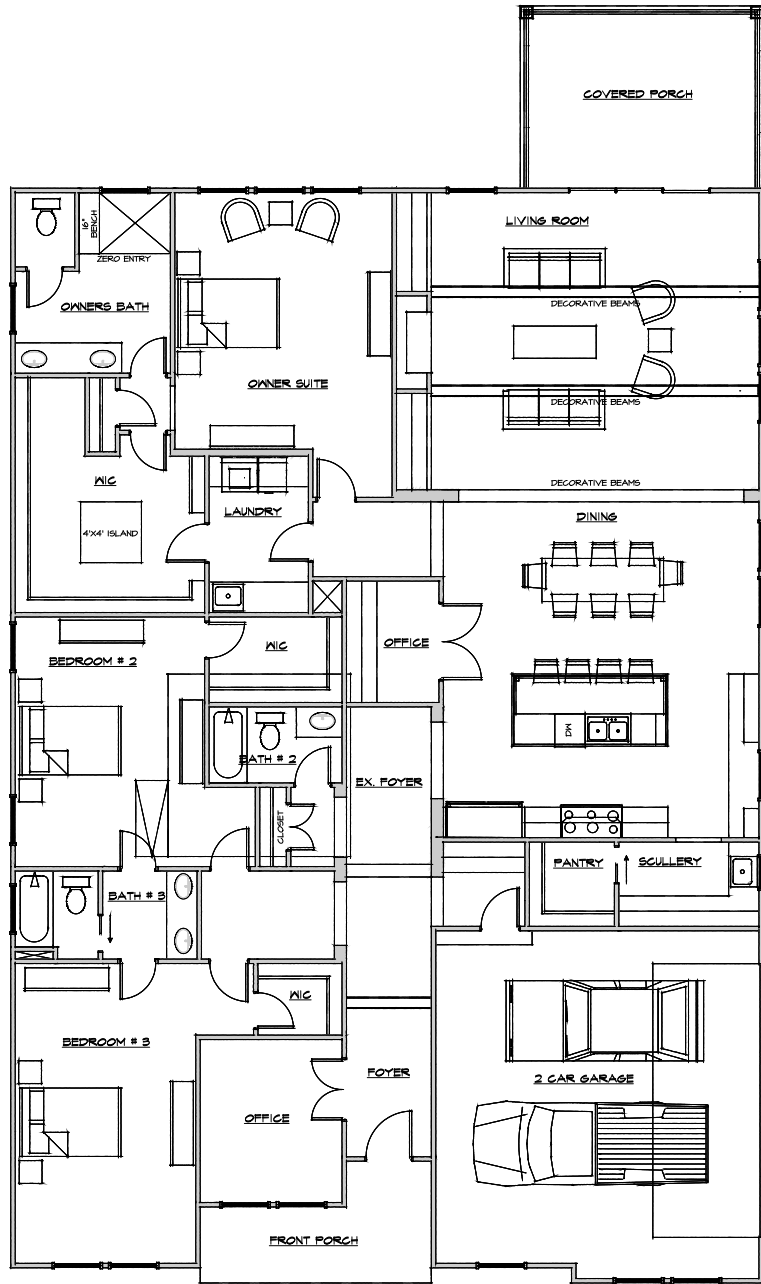 COVERED PORCH
LIVING ROOM
16"
BENCH
ZERO ENTRY
OWNERS BATH
DECORATIVE BEAMS
OWNER SUITE
DECORATIVE BEAMS
WIC
DECORATIVE BEAMS
LAUNDRY
DINING
4'X4' ISLAND
BEDROOM # 2
WIC
OFFICE
DW
BATH # 2
EX. FOYER
CLOSET
PANTRY
SCULLERY
BATH # 3
WIC
BEDROOM # 3
FOYER
2 CAR GARAGE
OFFICE
FRONT PORCH